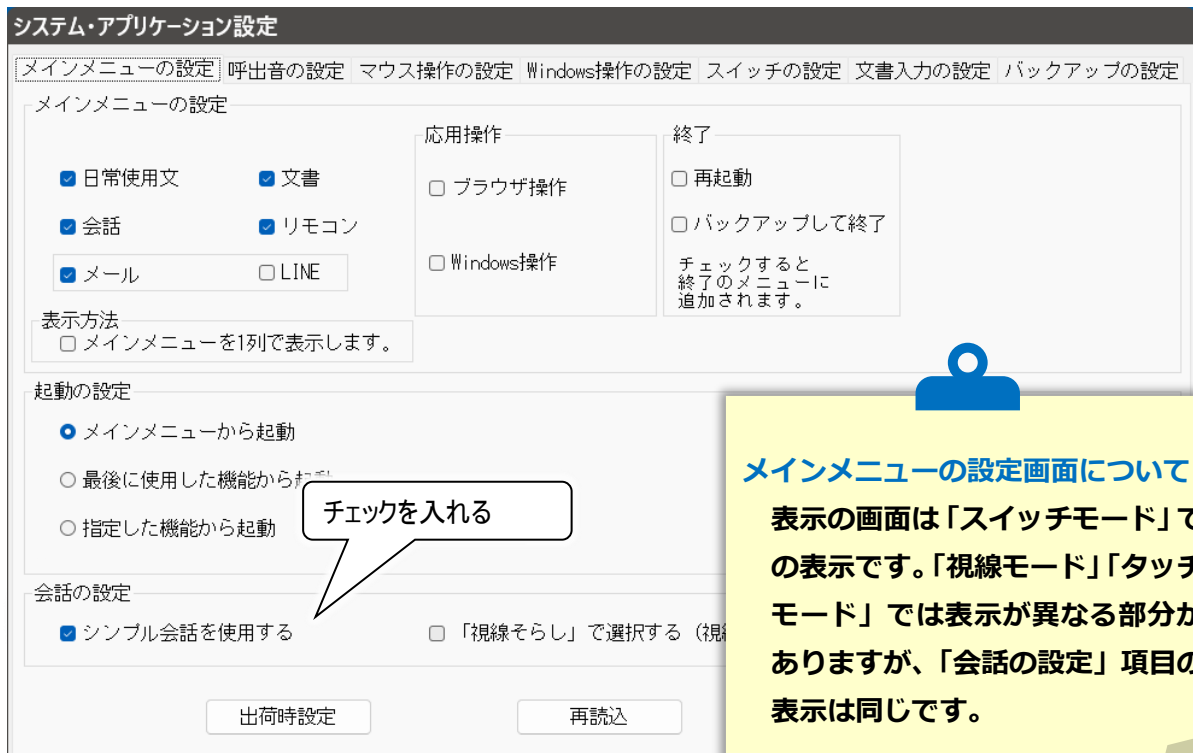 システム・アプリケーション設定
メインメニューの設定 呼出音の設定 マウス操作の設定 Windows操作の設定 スイッチの設定 文書入力の設定 バックアップの設定
メインメニューの設定
応用操作 終了
日常使用文 文書 ブラウザ操作 再起動
会話 リモコン バックアップして終了
メール LINE Windows操作 チェックすると
終了のメニューに
追加されます。
表示方法
メインメニューを1列で表示します。
起動の設定
メインメニューから起動
最後に使用した機能から
指定した機能から起動
チェックを入れる
会話の設定
シンプル会話を使用する 「視線そらし」で選択する（視
出荷時設定 再読込
メインメニューの設定画面について
表示の画面は「スイッチモード」で
の表示です。「視線モード」「タッチ
モード」では表示が異なる部分が
ありますが、「会話の設定」項目の
表示は同じです。